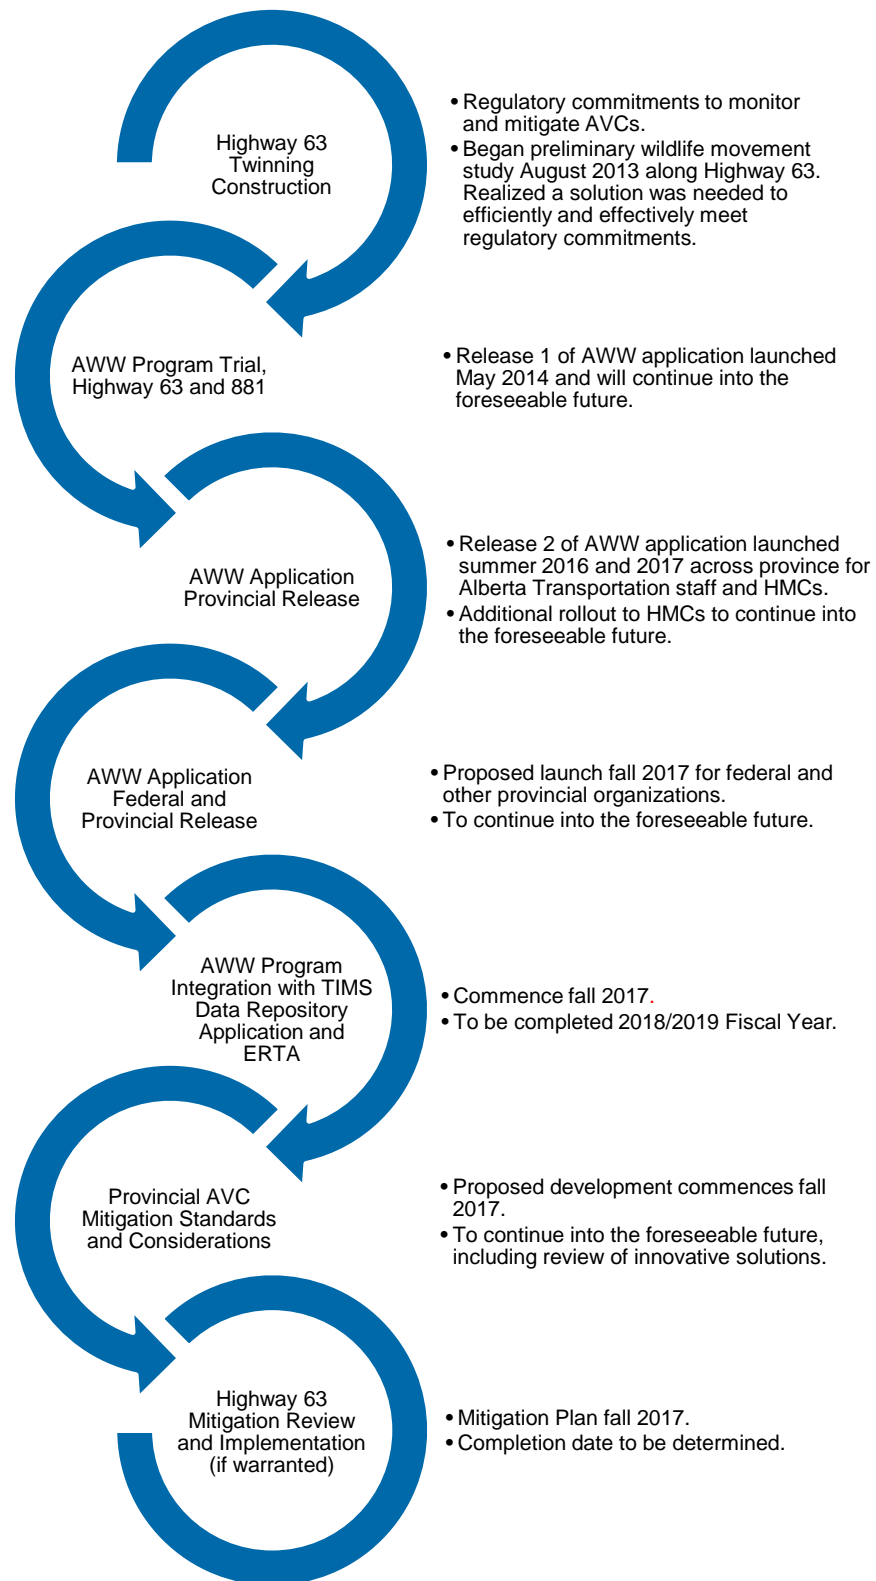 Highway 63
Twinning
Construction
• Regulatory commitments to monitor
and mitigate AVCs.
• Began preliminary wildlife movement
study August 2013 along Highway 63.
Realized a solution was needed to
efficiently and effectively meet
regulatory commitments.
AWW Program Trial,
Highway 63 and 881
• Release 1 of AWW application launched
May 2014 and will continue into the
foreseeable future.
AWW Application
Provincial Release
• Release 2 of AWW application launched
summer 2016 and 2017 across province for
Alberta Transportation staff and HMCs.
• Additional rollout to HMCs to continue into
the foreseeable future.
AWW Application
Federal and
Provincial Release
• Proposed launch fall 2017 for federal and
other provincial organizations.
• To continue into the foreseeable future.
AWW Program
Integration with TIMS
Data Repository
Application and
ERTA
• Commence fall 2017.
• To be completed 2018/2019 Fiscal Year.
Provincial AVC
Mitigation Standards
and Considerations
• Proposed development commences fall
2017.
• To continue into the foreseeable future,
including review of innovative solutions.
Highway 63
Mitigation Review
and Implementation
(if warranted)
• Mitigation Plan fall 2017.
• Completion date to be determined.